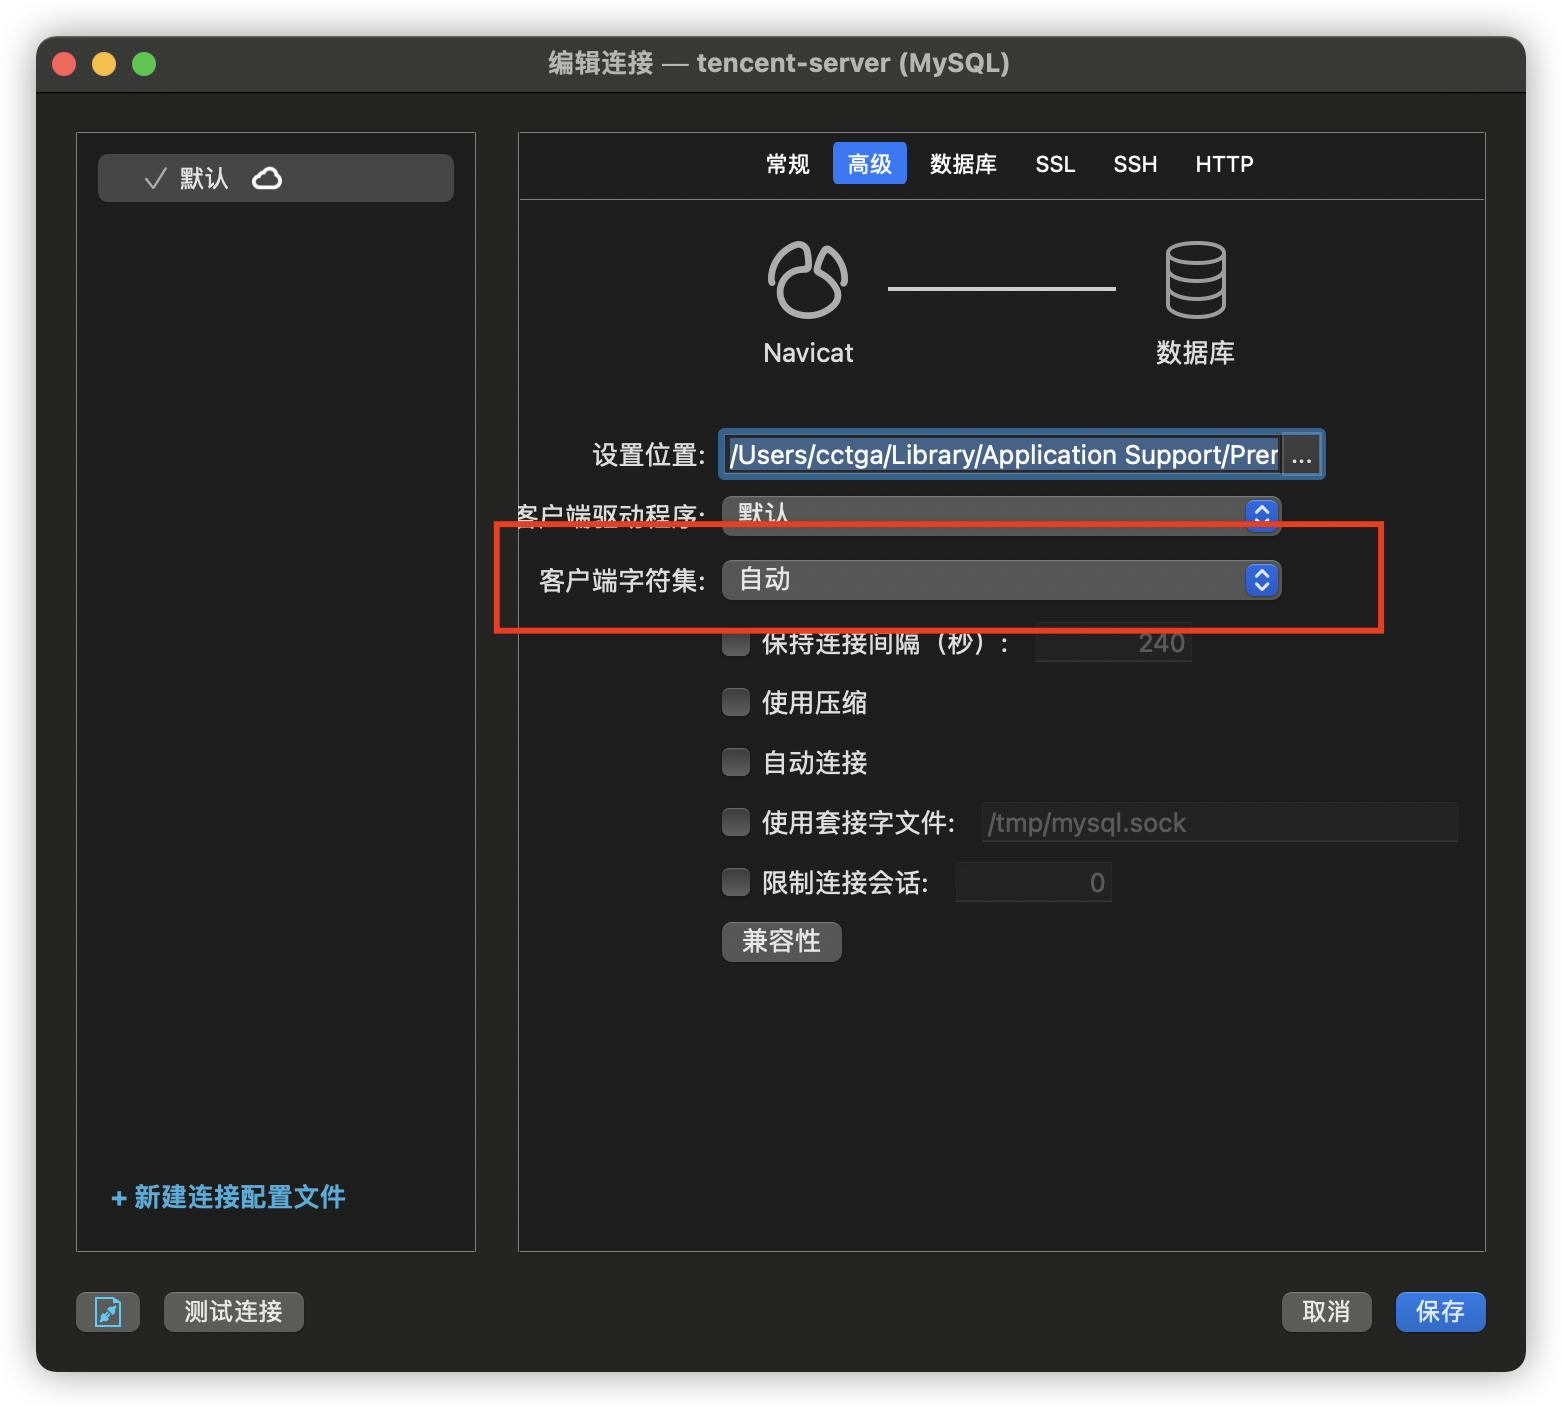 编辑连接 — tencent-server (MySQL)
默认
常规 高级 数据库 SSL SSH HTTP
Navicat 数据库
设置位置: /Users/cctga/Library/Application Support/Prer ...
客户端驱动程序: 默认
客户端字符集: 自动
保持连接间隔（秒）: 240
使用压缩
自动连接
使用套接字文件: /tmp/mysql.sock
限制连接会话: 0
兼容性
+ 新建连接配置文件
测试连接 取消 保存